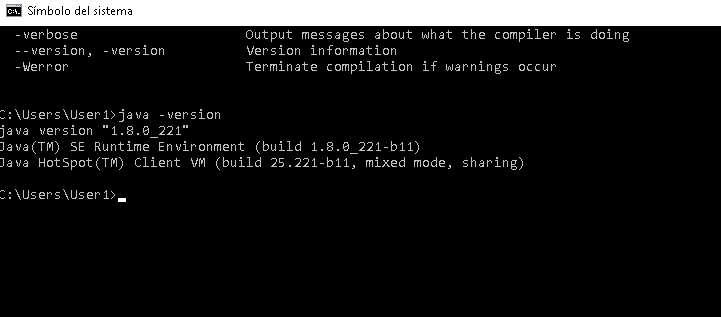 Símbolo del sistema
-verbose Output messages about what the compiler is doing
--version, -version Version information
-Werror Terminate compilation if warnings occur
C:\Users\User1>java -version
java version "1.8.0_221"
Java(TM) SE Runtime Environment (build 1.8.0_221-b11)
Java HotSpot(TM) Client VM (build 25.221-b11, mixed mode, sharing)
C:\Users\User1>